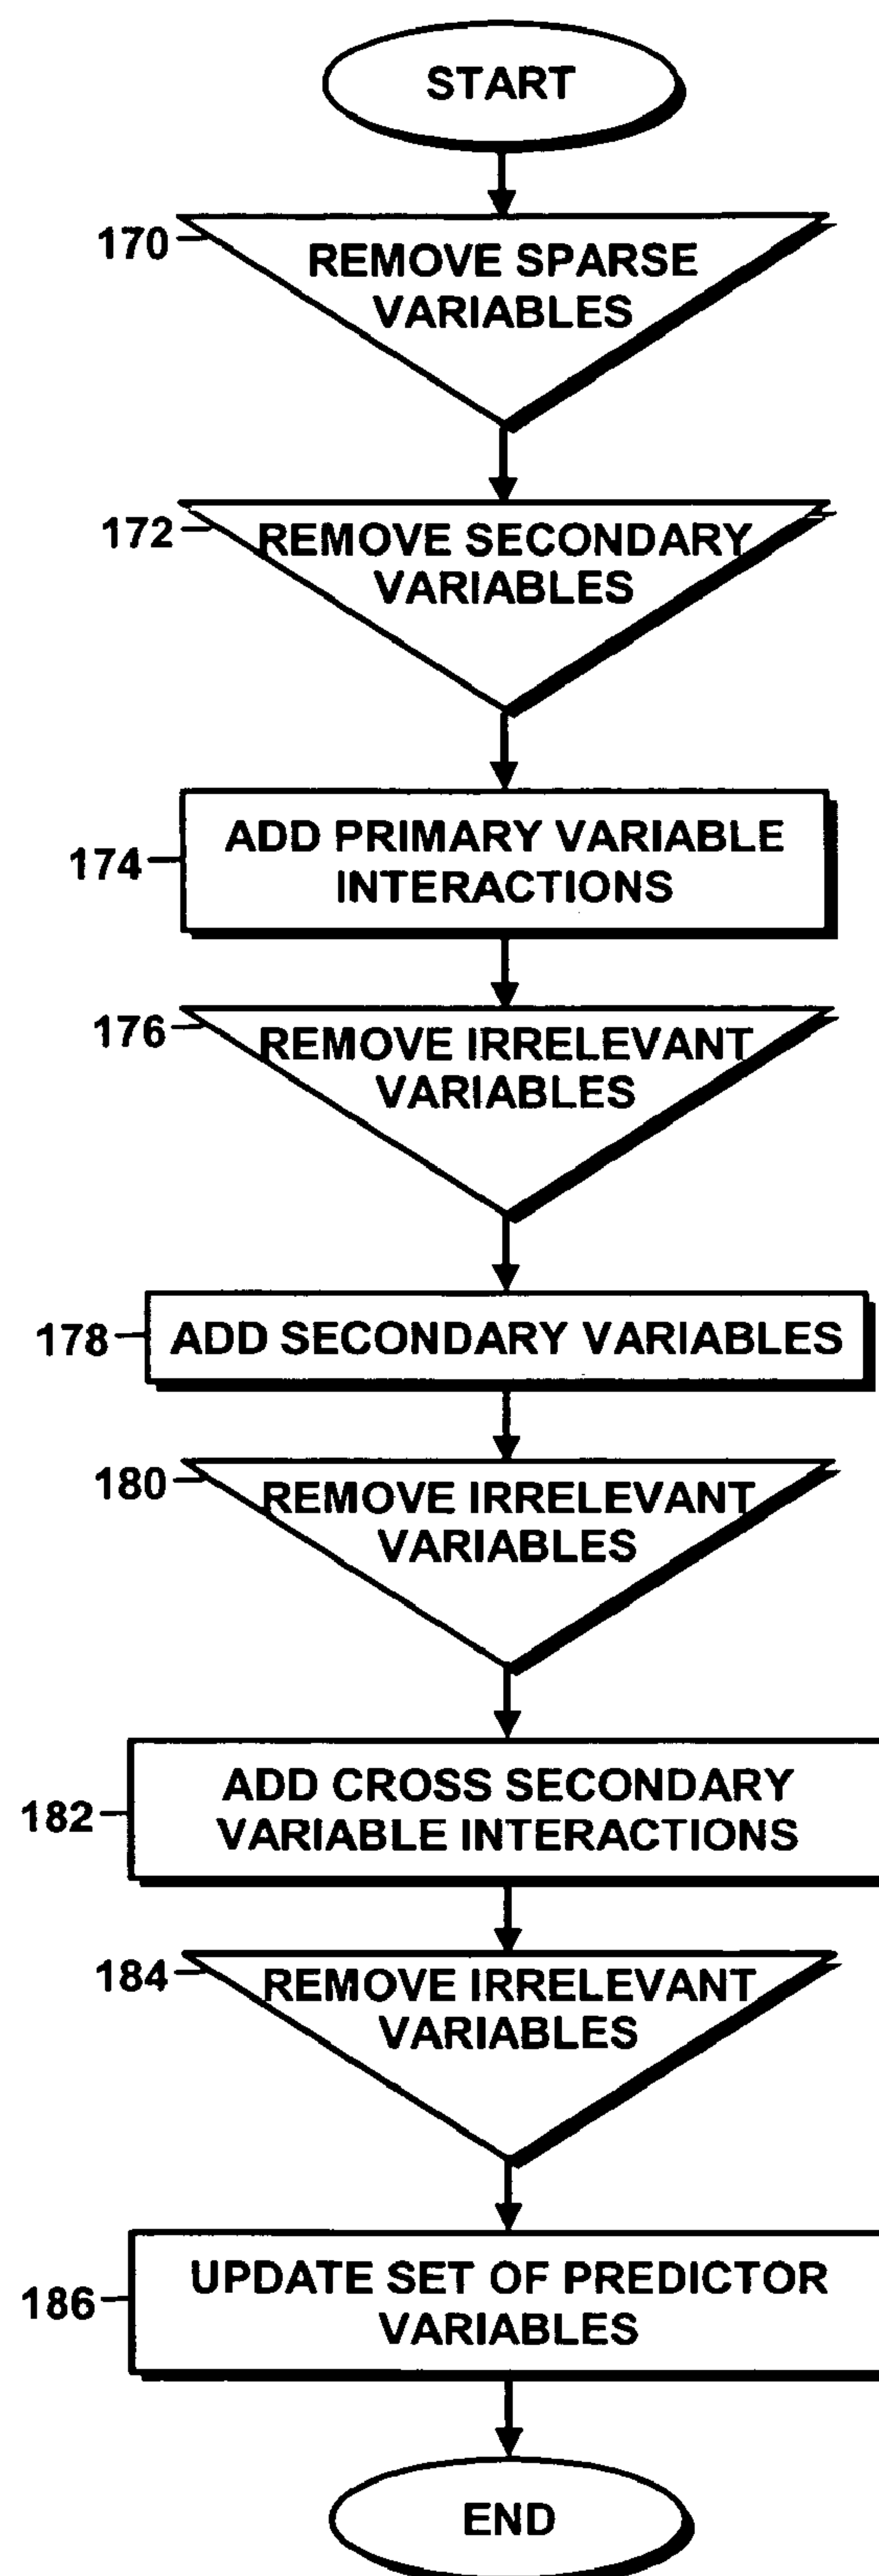 START
170
REMOVE SPARSE
VARIABLES
172
REMOVE SECONDARY
VARIABLES
174
ADD PRIMARY VARIABLE
INTERACTIONS
176
REMOVE IRRELEVANT
VARIABLES
178
ADD SECONDARY VARIABLES
180
REMOVE IRRELEVANT
VARIABLES
182
ADD CROSS SECONDARY
VARIABLE INTERACTIONS
184
REMOVE IRRELEVANT
VARIABLES
186
UPDATE SET OF PREDICTOR
VARIABLES
END